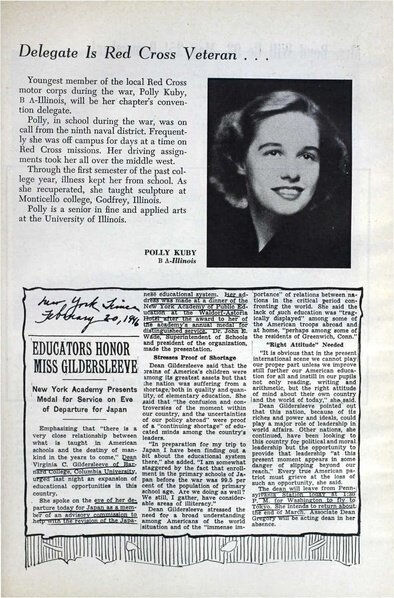 Delegate Is Red Cross Veteran . . .
Youngest member of the local Red Cross
motor corps during the war, Polly Kuby,
B Δ-Illinois, will be her chapter's conven-
tion delegate.
Polly, in school during the war, was on
call from the ninth naval district. Frequent-
ly she was off campus for days at a time on
Red Cross missions. Her driving assign-
ments took her all over the middle west.
Through the first semester of the past col-
lege year, illness kept her from school. As
she recuperated, she taught sculpture at
Monticello college, Godfrey, Illinois.
Polly is a senior in fine and applied arts
at the University of Illinois.
POLLY KUBY
B Δ-Illinois
New York Times
February 20, 1946
EDUCATORS HONOR
MISS GILDERSLEEVE
New York Academy Presents
Medal for Service on Eve
of Departure for Japan
Emphasizing that "there is a
very close relationship between
what is taught in American
schools and the destiny of man-
kind in the years to come," Dean
Virginia C. Gildersleeve of Bar-
nard College, Columbia University,
urged last night an expansion of
educational opportunities in this
country.
She spoke on the eve of her de-
parture today for Japan as a mem-
ber of an advisory commission to
help with the revision of the Japa-
nese educational system. Her ad-
dress was made at a dinner of the
New York Academy of Public Ed-
ucation at the Waldorf-Astoria
Hotel after the award to her of
the academy's annual medal for
distinguished service. Dr. John E.
Wade, Superintendent of Schools
and president of the organization,
made the presentation.
Stresses Proof of Shortage
Dean Gildersleeve said that the
brains of America's children were
among its greatest assets but that
the nation was suffering from a
shortage, both in quality and quan-
tity, of elementary education. She
said that "the confusion and con-
troversies of the moment within
our country, and the uncertainties
of our policy abroad" were proof
of a "continuing shortage" of edu-
cated minds among the country's
leaders.
"In preparation for my trip to
Japan I have been finding out a
bit about the educational system
there," she added. "I am somewhat
staggered by the fact that enroll-
ment in the primary schools of Ja-
pan before the war was 99.5 per
cent of the population of primary
school age. Are we doing as well?
We still, I gather, have consider-
able areas of illiteracy."
Dean Gildersleeve stressed the
need for a broad understanding
among Americans of the world
situation and of the "immense im-
portance" of relations between na-
tions in the critical period con-
fronting the world. She said the
lack of such education was "trag-
ically displayed" among some of
the American troops abroad and
at home, "perhaps among some of
the residents of Greenwich, Conn."
"Right Attitude" Needed
"It is obvious that in the present
international scene we cannot play
our proper part unless we improve
still further our American educa-
tion for all and instill in our pupils
not only reading, writing and
arithmetic, but the right attitude
of mind about their own country
and the world of today," she said.
Dean Gildersleeve pointed out
that this nation, because of its
riches and power and ideals, could
play a major role of leadership in
world affairs. Other nations, she
continued, have been looking to
this country for political and moral
leadership but the opportunity to
provide that leadership "at this
present moment appears in some
danger of slipping beyond our
reach." Every true American pa-
triot must grieve at the loss of
such an opportunity, she said.
The dean will leave from Penn-
sylvania Station today at
P. M. for Washington to fly to
Tokyo. She intends to return about
the end of March. Associate Dean
Gregory will be acting dean in her
absence.